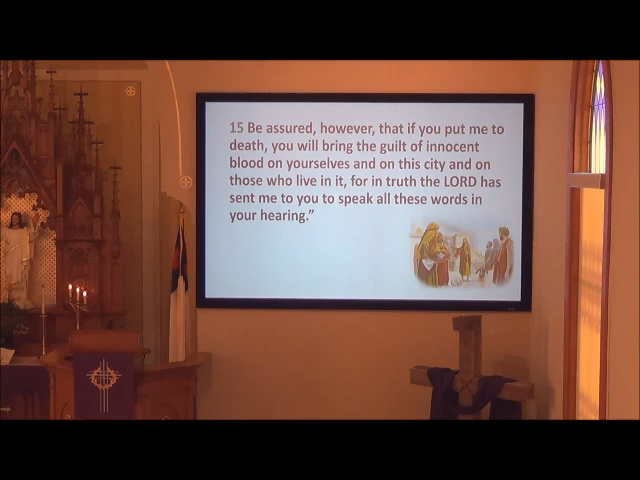 15 Be assured, however, that if you put me to
death, you will bring the guilt of innocent
blood on yourselves and on this city and on
those who live in it, for in truth the LORD has
sent me to you to speak all these words in
your hearing.”